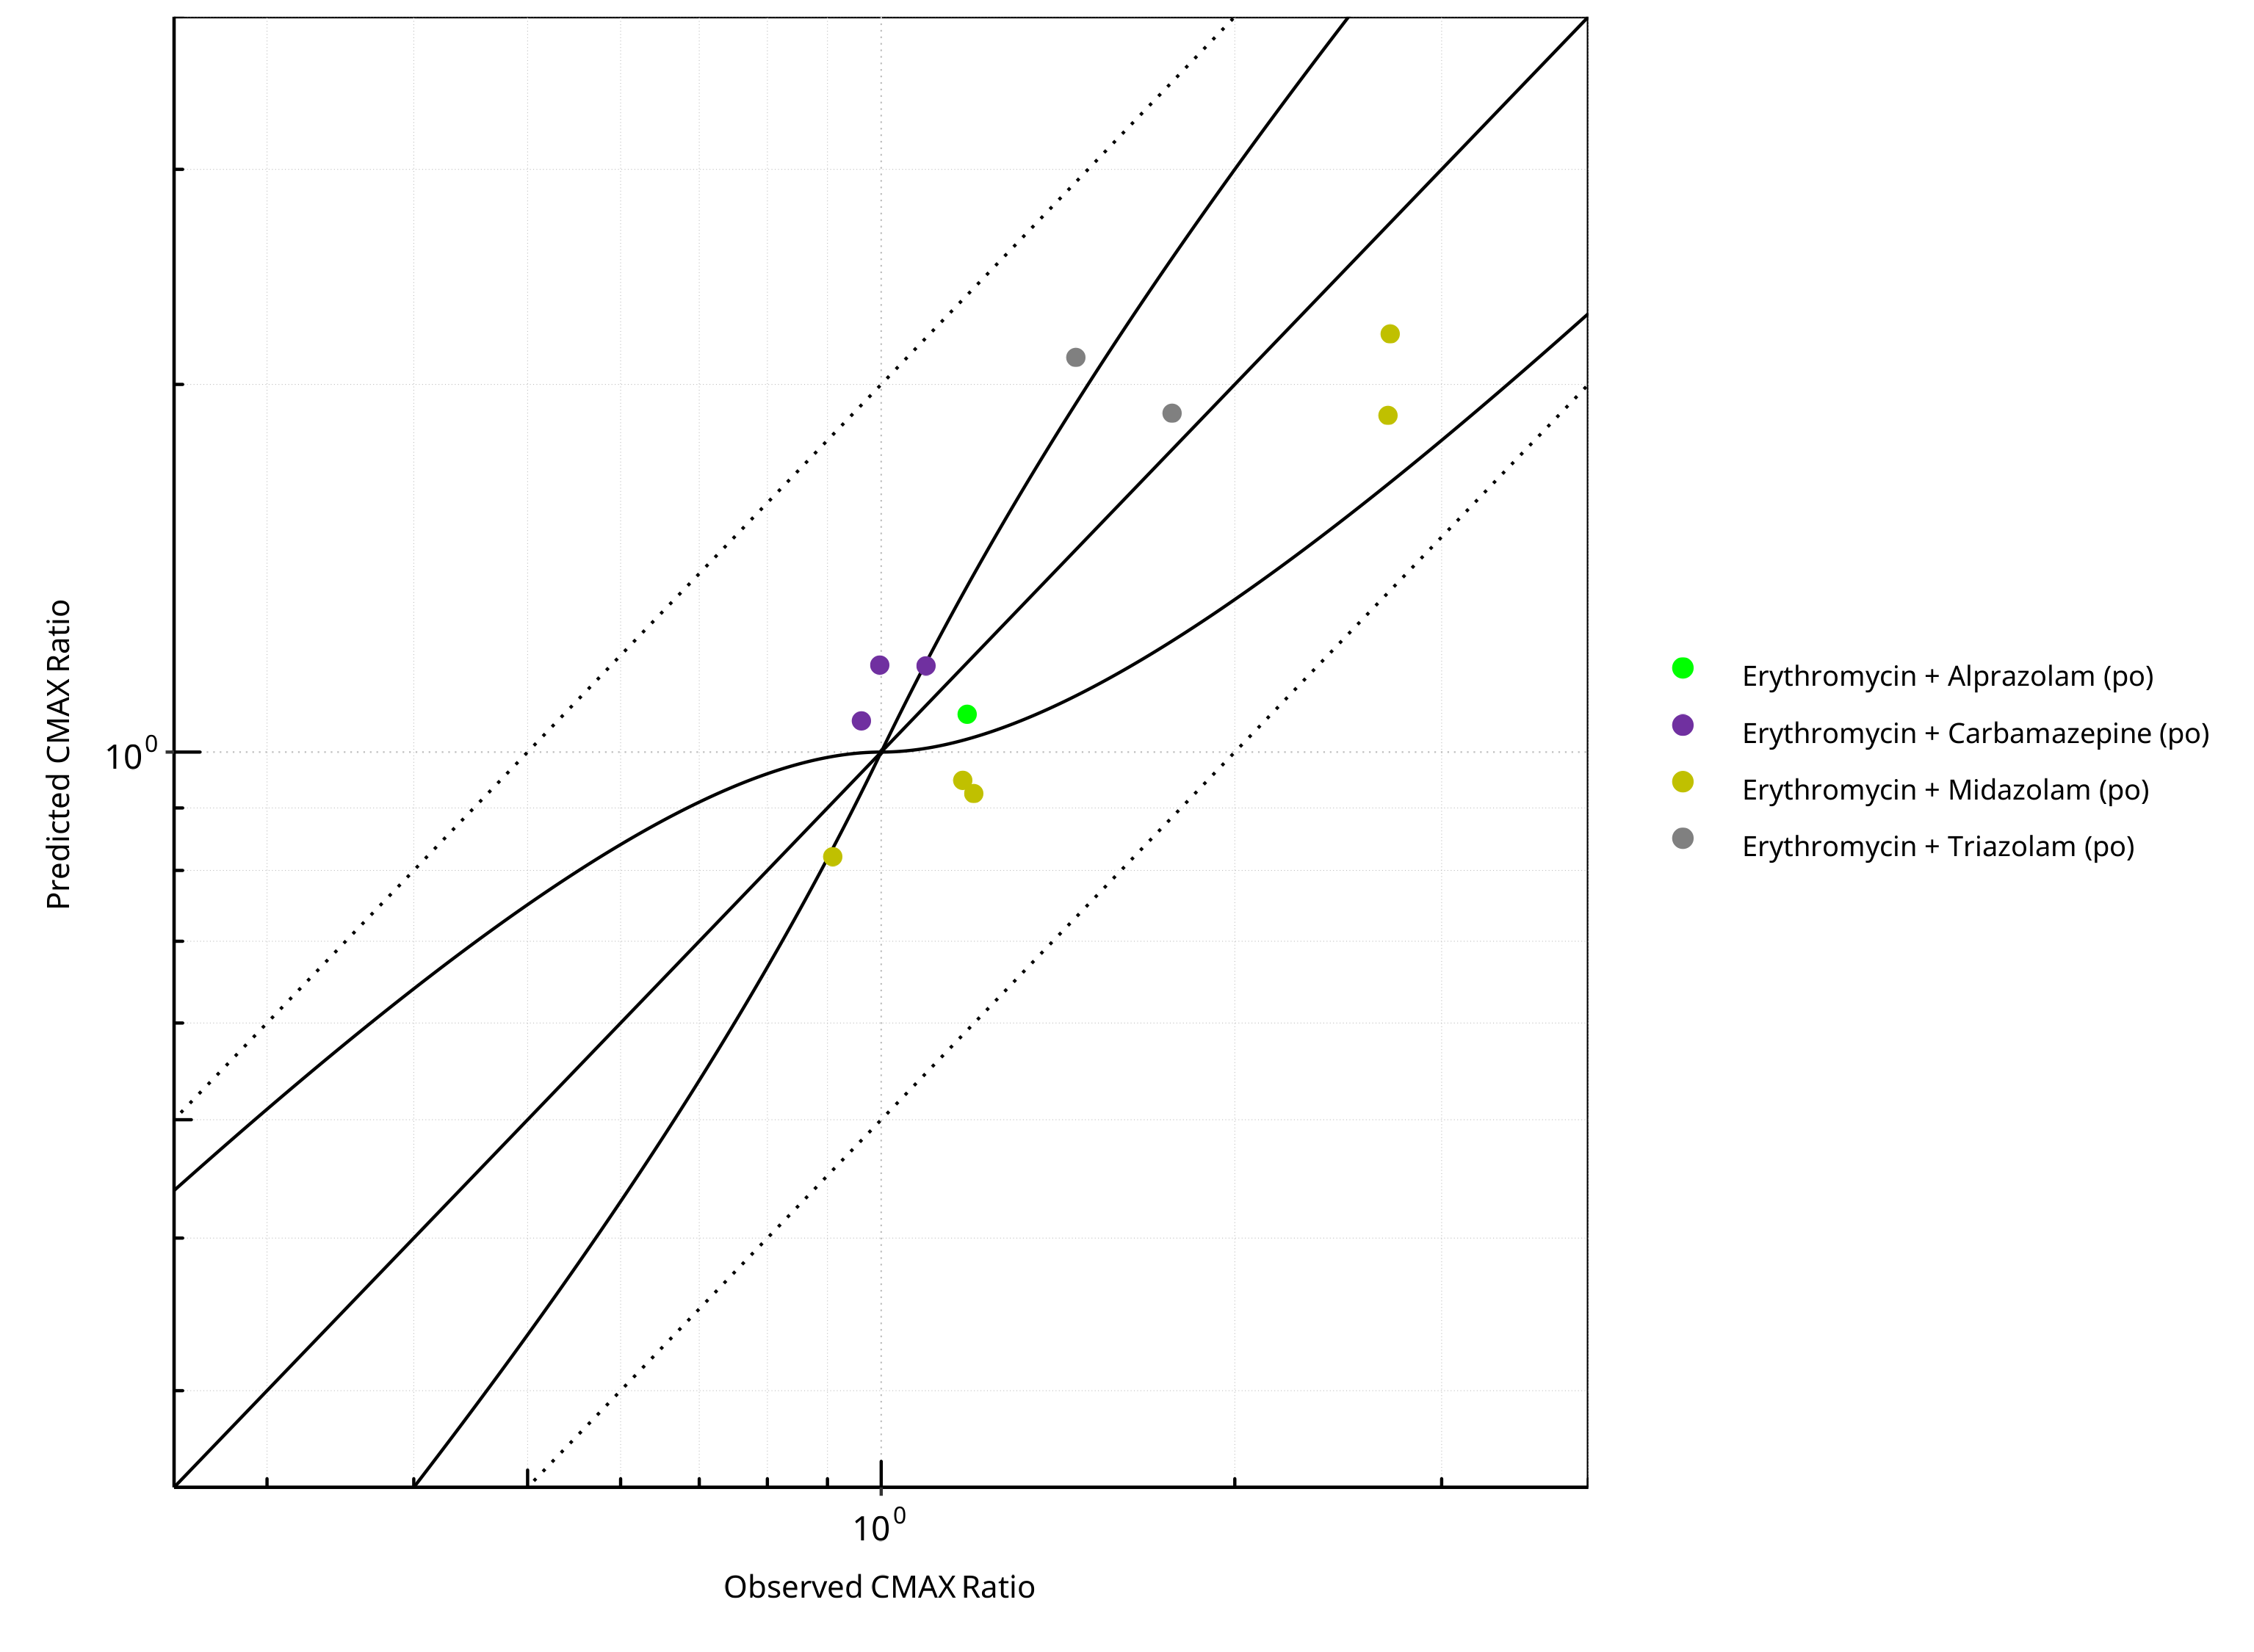 Predicted CMAX Ratio
10⁰
10⁰
Observed CMAX Ratio
Erythromycin + Alprazolam (po)
Erythromycin + Carbamazepine (po)
Erythromycin + Midazolam (po)
Erythromycin + Triazolam (po)